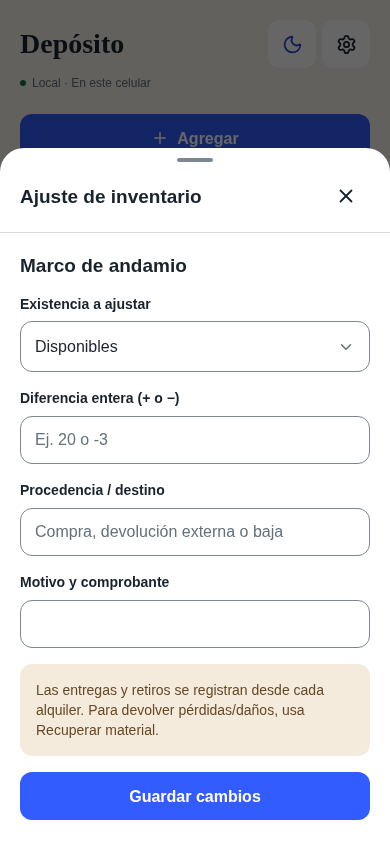 Depósito
Local · En este celular
Agregar
Ajuste de inventario
Marco de andamio
Existencia a ajustar
Disponibles
Diferencia entera (+ o −)
Ej. 20 o -3
Procedencia / destino
Compra, devolución externa o baja
Motivo y comprobante
Las entregas y retiros se registran desde cada
alquiler. Para devolver pérdidas/daños, usa
Recuperar material.
Guardar cambios